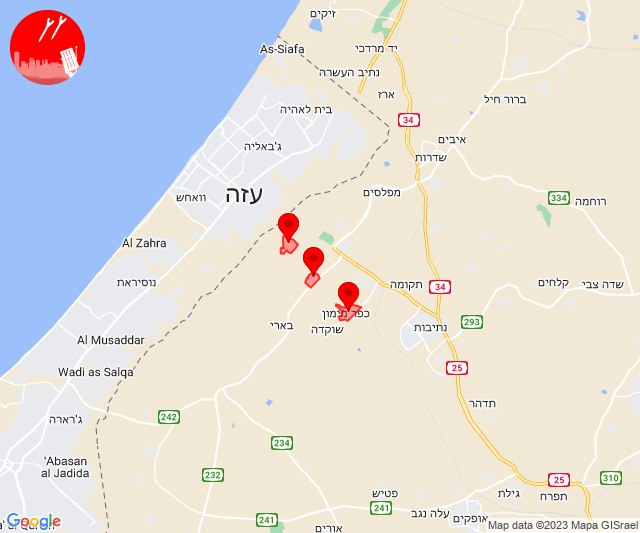 זיקים
As-Siafa
יד מרדכי
נתיב העשרה
ארז
בית לאהיה
ברור חיל
34
ג'באליה
איבים
שדרות
וואחש
עזה
מפלסים
334
רוחמה
Al Zahra
נוסיראת
תקומה
34
קלחים
שדה צבי
כפר מימון
293
נתיבות
בארי
שוקדה
Al Musaddar
Wadi as Salqa
25
תדהר
ג'רארה
242
234
'Abasan
al Jadida
232
25
310
פטיש
גילת
תפרח
241
עלה נגב
241
אופקים
אורים
Google
Map data ©2023 Mapa GISrael